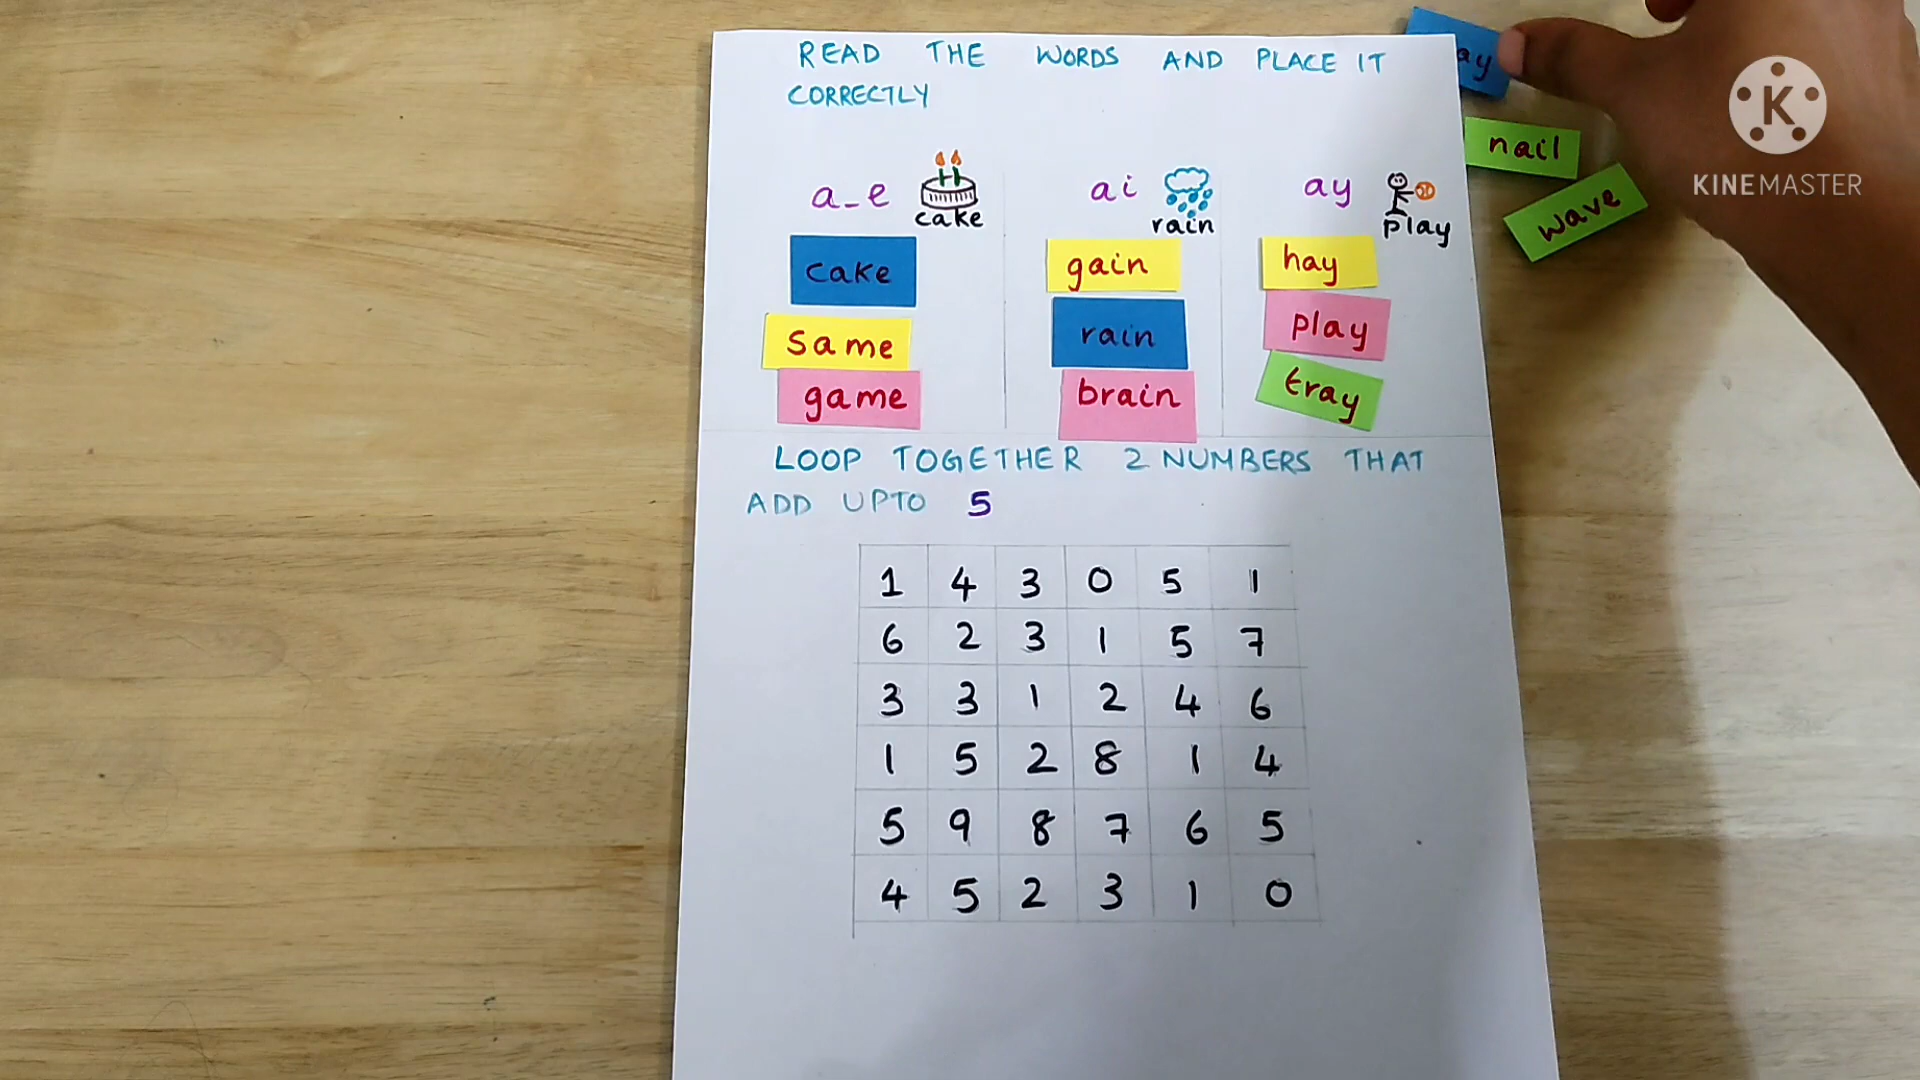 READ THE WORDS AND PLACE IT
CORRECTLY
a_e cake ai rain ay play
cake gain hay
same rain play
game brain tray
nail
wave
LOOP TOGETHER 2 NUMBERS THAT
ADD UPTO 5
1 4 3 0 5 1
6 2 3 1 5 7
3 3 1 2 4 6
1 5 2 8 1 4
5 9 8 7 6 5
4 5 2 3 1 0
K
KINEMASTER